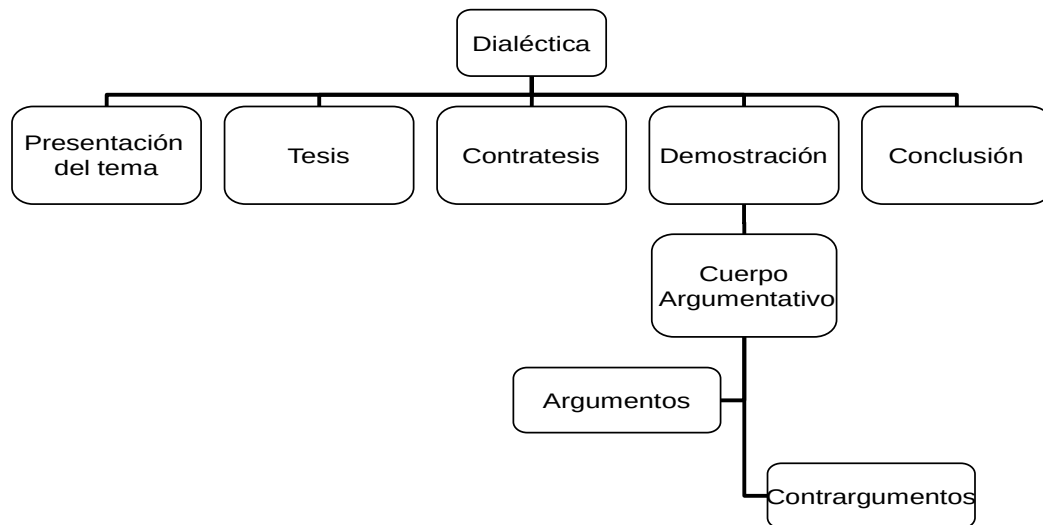 Dialéctica
Presentación
del tema
Tesis
Contratesis
Demostración
Conclusión
Cuerpo
Argumentativo
Argumentos
Contrargumentos